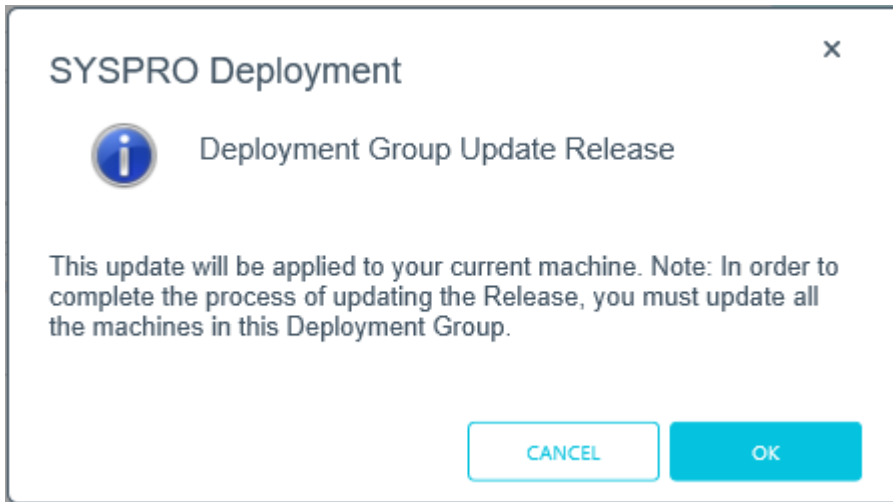 SYSPRO Deployment
Deployment Group Update Release
This update will be applied to your current machine. Note: In order to
complete the process of updating the Release, you must update all
the machines in this Deployment Group.
CANCEL
OK